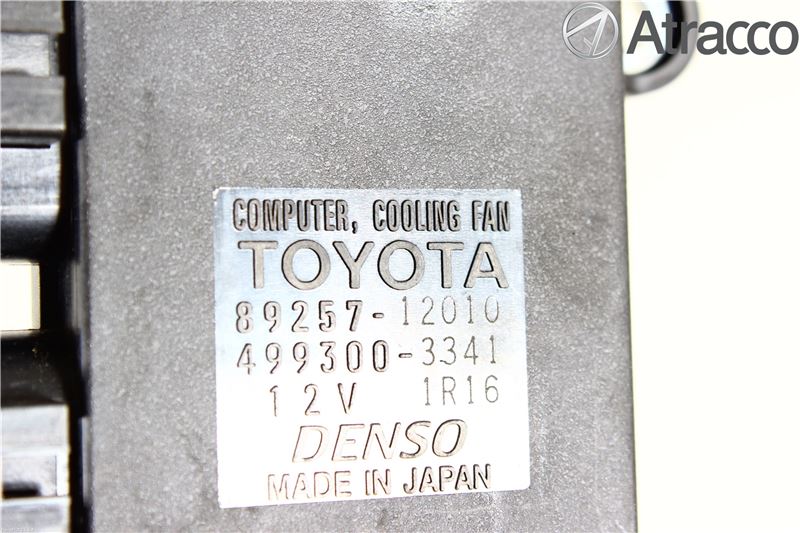 Atracco
COMPUTER, COOLING FAN
TOYOTA
89257-12010
499300-3341
12V 1R16
DENSO
MADE IN JAPAN